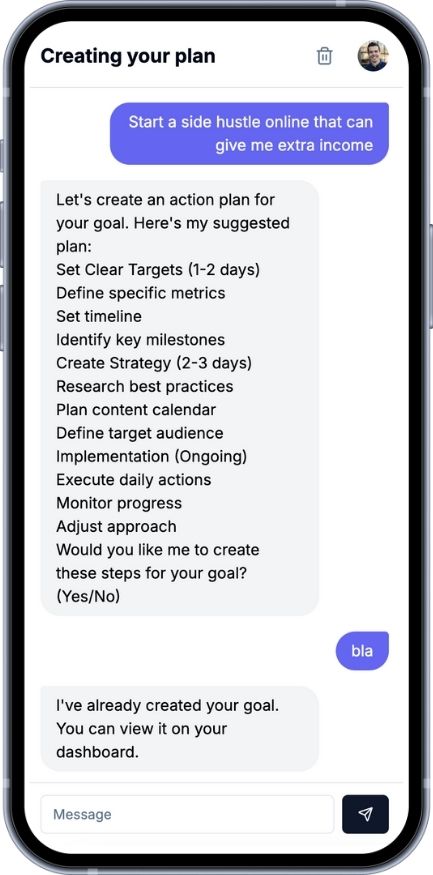 Creating your plan
Start a side hustle online that can
give me extra income
Let's create an action plan for
your goal. Here's my suggested
plan:
Set Clear Targets (1-2 days)
Define specific metrics
Set timeline
Identify key milestones
Create Strategy (2-3 days)
Research best practices
Plan content calendar
Define target audience
Implementation (Ongoing)
Execute daily actions
Monitor progress
Adjust approach
Would you like me to create
these steps for your goal?
(Yes/No)
bla
I've already created your goal.
You can view it on your
dashboard.
Message